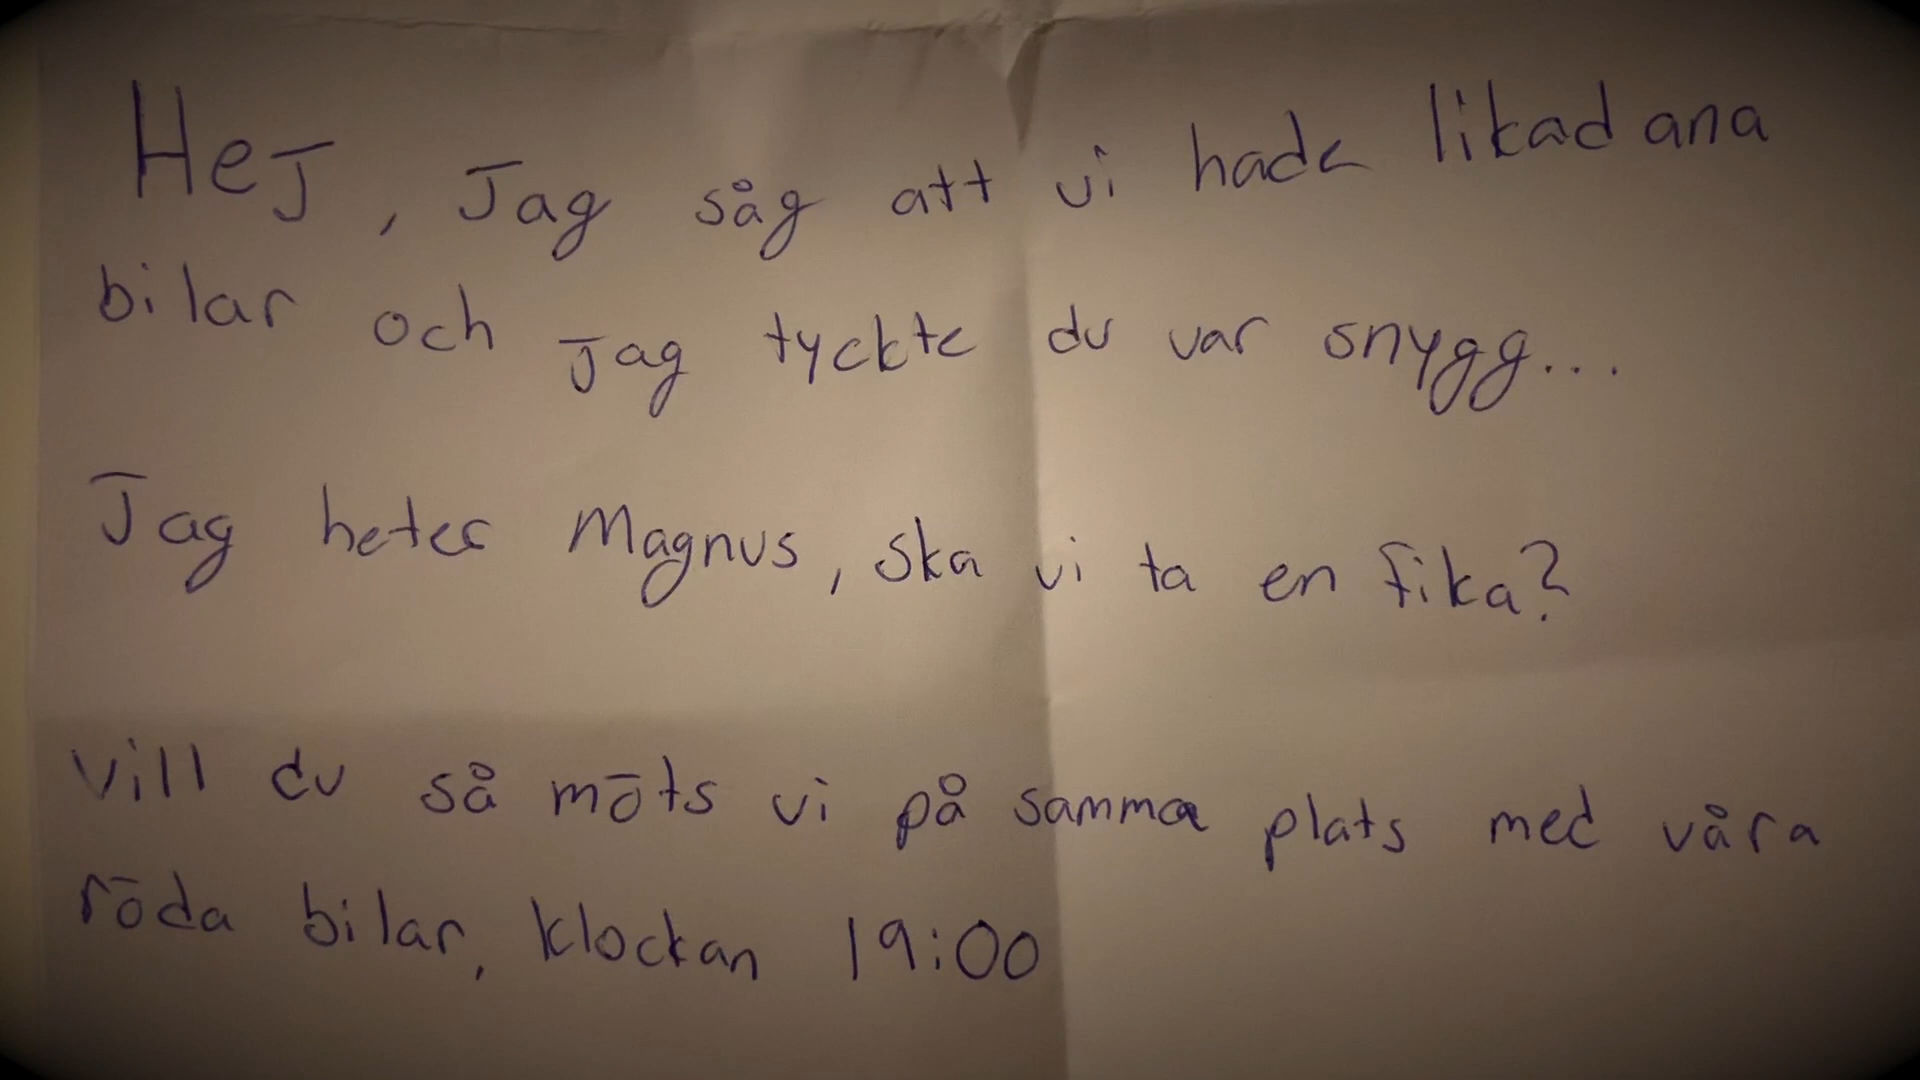 Hej, Jag såg att vi hade likadana
bilar och jag tyckte du var snygg...
Jag heter Magnus, ska vi ta en fika?
vill du så möts vi på samma plats med våra
röda bilar, klockan 19:00